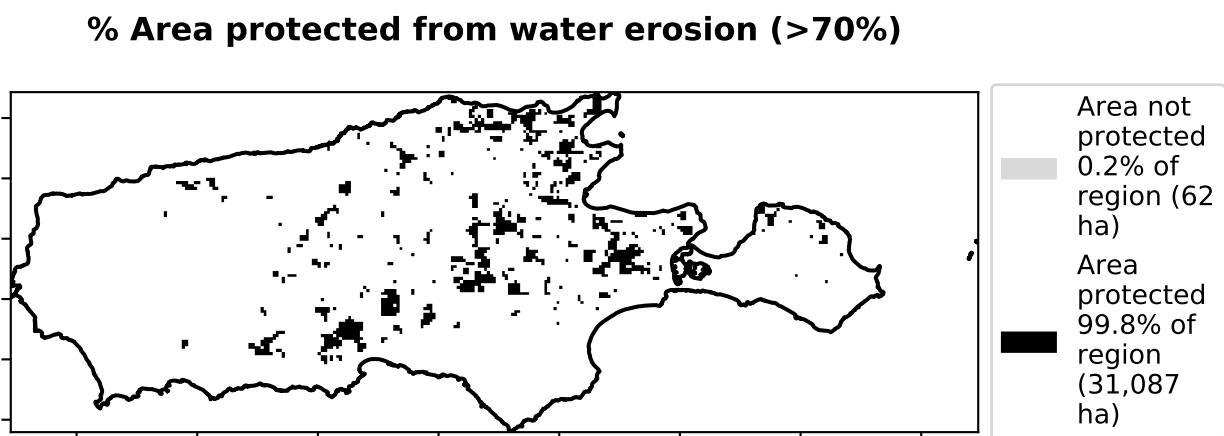 % Area protected from water erosion (>70%)
Area not
protected
0.2% of
region (62
ha)
Area
protected
99.8% of
region
(31,087
ha)